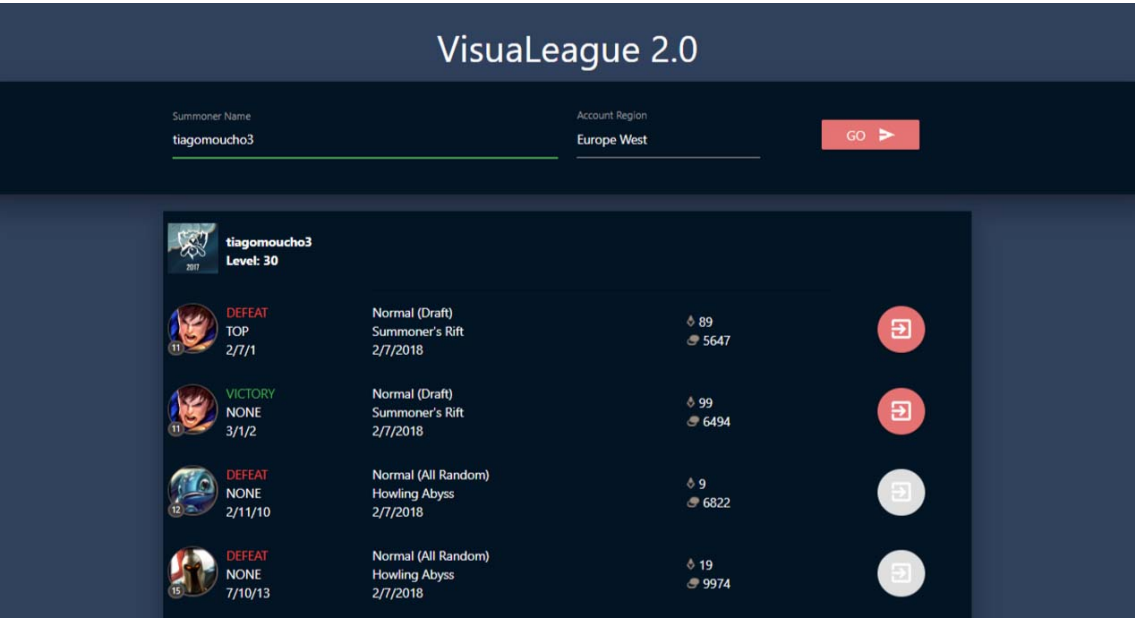 VisuaLeague 2.0
Summoner Name
Account Region
tiagomoucho3
Europe West
GO
2017
tiagomoucho3
Level: 30
DEFEAT
TOP
2/7/1
11
Normal (Draft)
Summoner's Rift
2/7/2018
89
5647
VICTORY
NONE
3/1/2
11
Normal (Draft)
Summoner's Rift
2/7/2018
99
6494
DEFEAT
NONE
2/11/10
12
Normal (All Random)
Howling Abyss
2/7/2018
9
6822
DEFEAT
NONE
7/10/13
15
Normal (All Random)
Howling Abyss
2/7/2018
19
9974